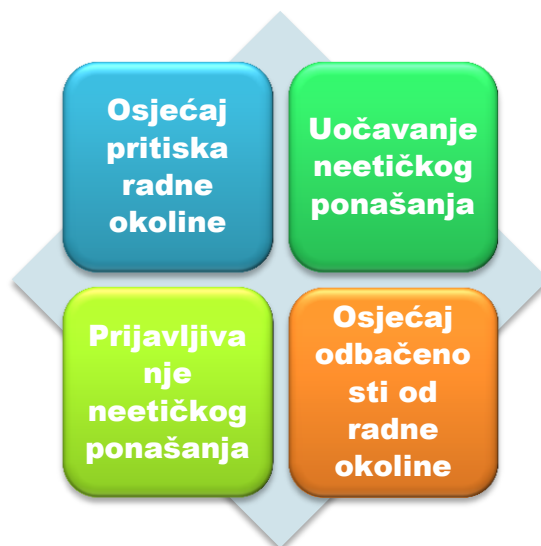 Osjećaj
pritiska
radne
okoline
Uočavanje
neetičkog
ponašanja
Prijavljiva
nje
neetičkog
ponašanja
Osjećaj
odbačeno
sti od
radne
okoline